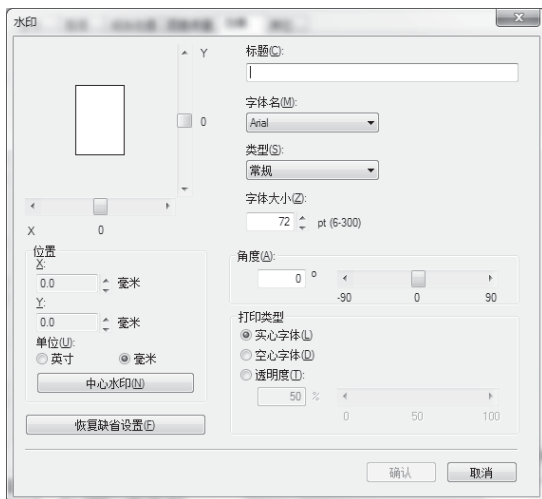 水印
Y
0
X 0
位置
X:
0.0 毫米
Y:
0.0 毫米
单位(U):
英寸 毫米
中心水印(N)
恢复缺省设置(F)
标题(C):
字体名(M):
Arial
类型(S):
常规
字体大小(Z):
72 pt (6-300)
角度(A):
0 °
-90 0 90
打印类型
实心字体(L)
空心字体(D)
透明度(T):
50 %
0 50 100
确认 取消